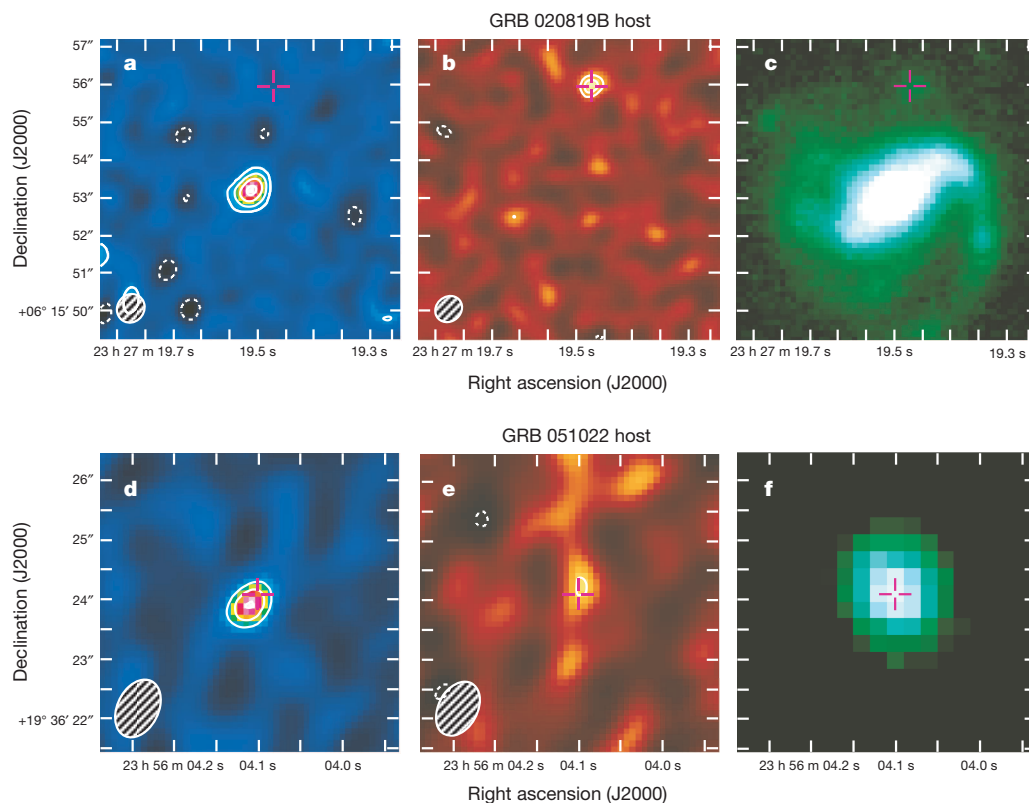 GRB 020819B host
a
b
c
57″
56″
55″
54″
53″
52″
51″
+06° 15′ 50″
Declination (J2000)
23 h 27 m 19.7 s
19.5 s
19.3 s
23 h 27 m 19.7 s
19.5 s
19.3 s
23 h 27 m 19.7 s
19.5 s
19.3 s
Right ascension (J2000)
GRB 051022 host
d
e
f
26″
25″
24″
23″
+19° 36′ 22″
Declination (J2000)
23 h 56 m 04.2 s
04.1 s
04.0 s
23 h 56 m 04.2 s
04.1 s
04.0 s
23 h 56 m 04.2 s
04.1 s
04.0 s
Right ascension (J2000)